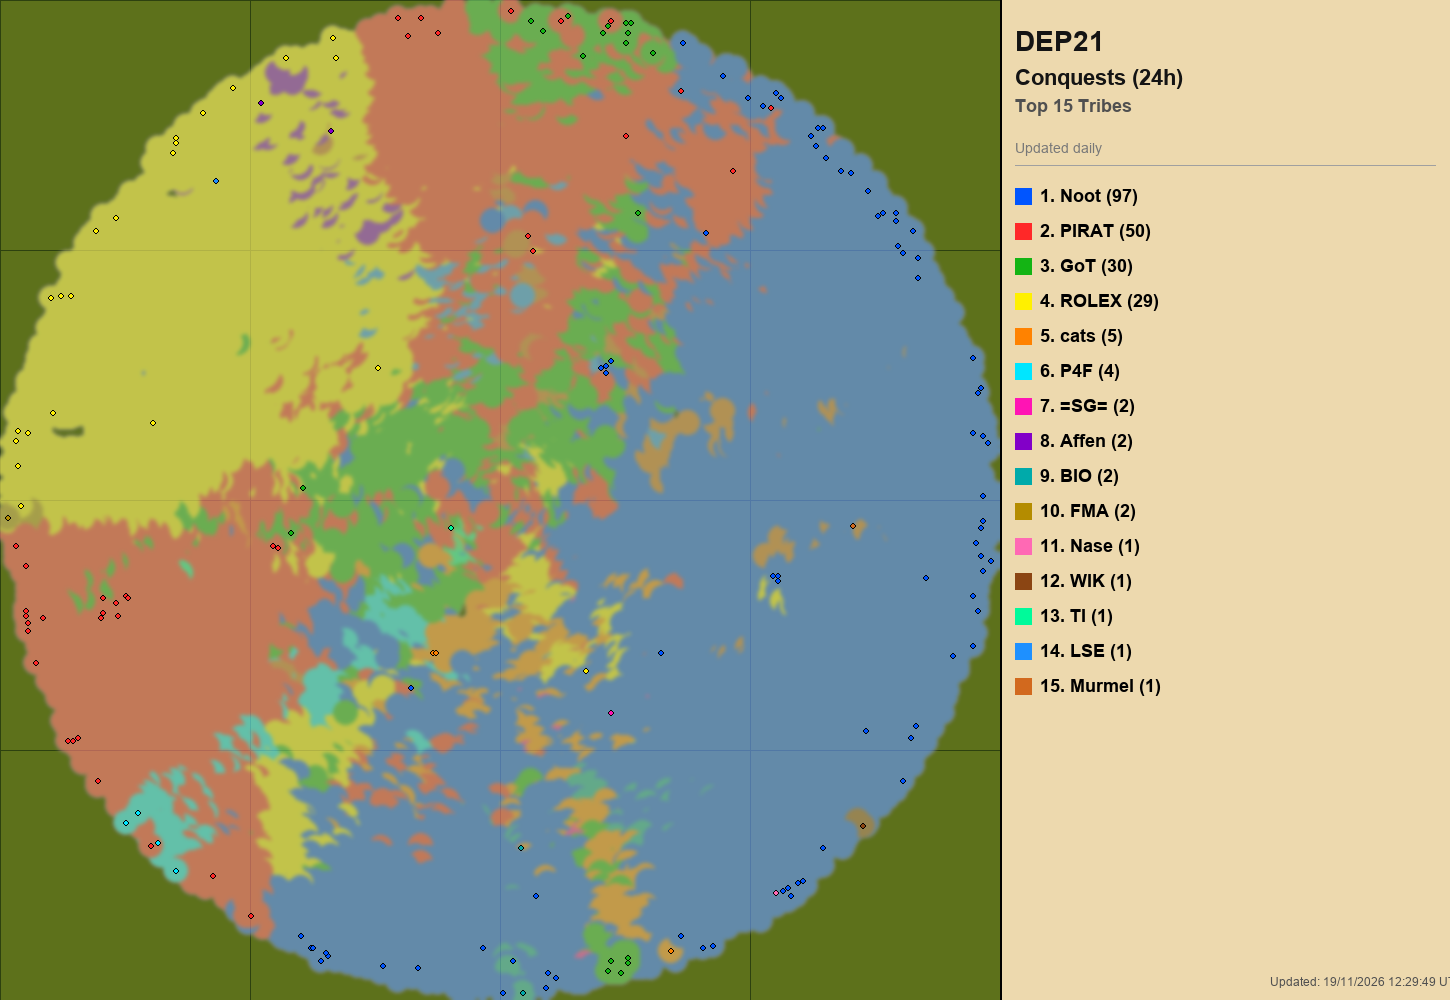 DEP21
Conquests (24h)
Top 15 Tribes
Updated daily
1. Noot (97)
2. PIRAT (50)
3. GoT (30)
4. ROLEX (29)
5. cats (5)
6. P4F (4)
7. =SG= (2)
8. Affen (2)
9. BIO (2)
10. FMA (2)
11. Nase (1)
12. WIK (1)
13. TI (1)
14. LSE (1)
15. Murmel (1)
Updated: 19/11/2026 12:29:49 U